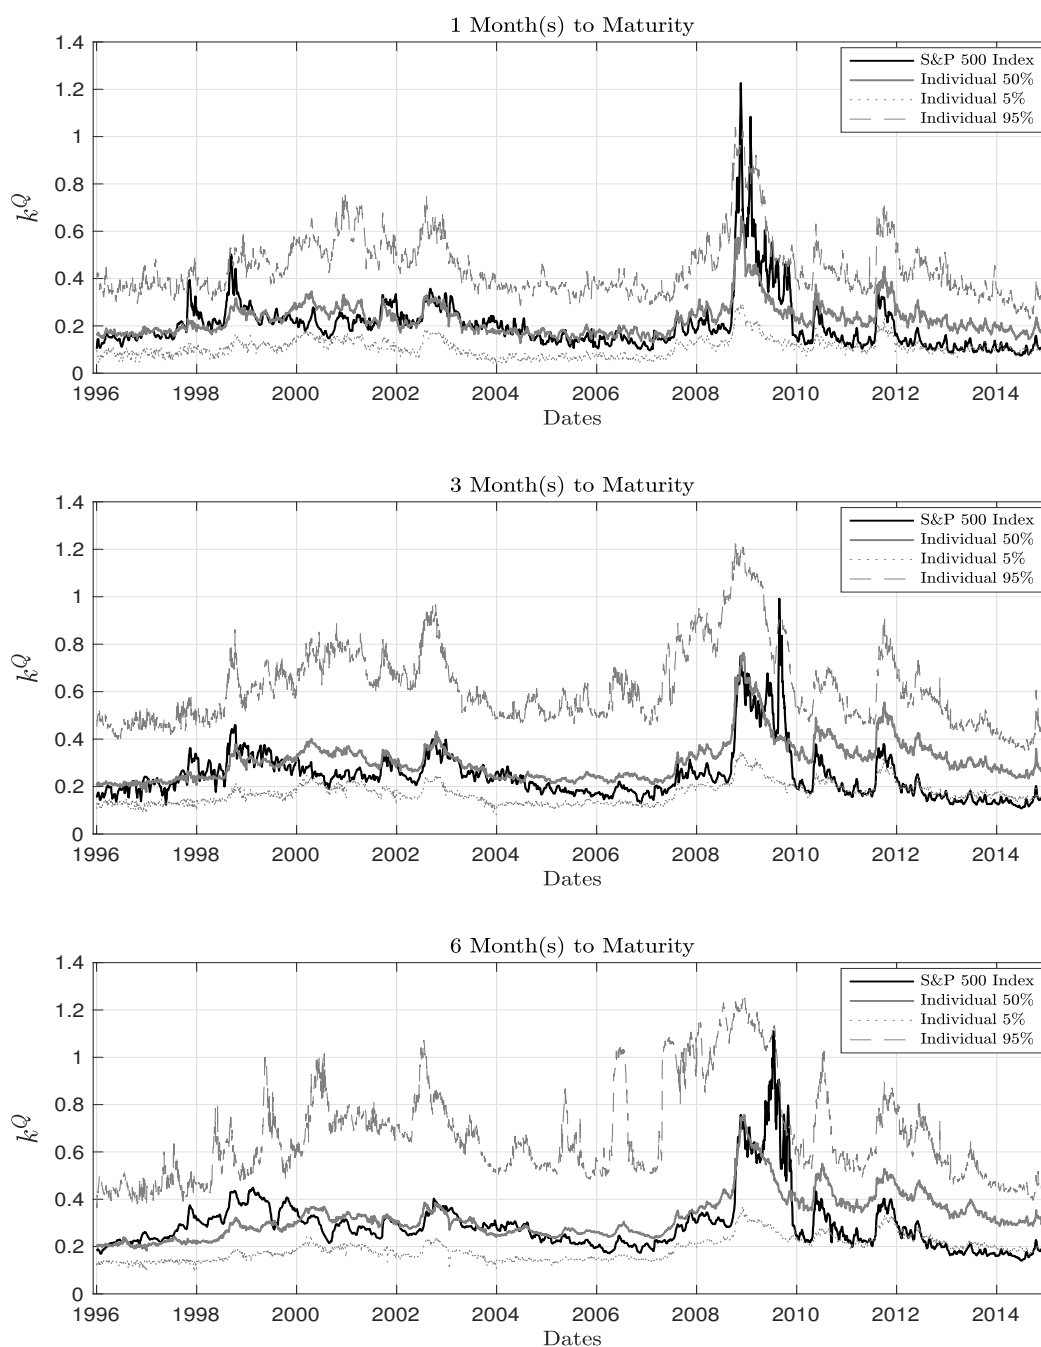 1 Month(s) to Maturity
1.4
1.2
1
0.8
0.6
0.4
0.2
0
k^Q
S&P 500 Index
Individual 50%
Individual 5%
Individual 95%
1996 1998 2000 2002 2004 2006 2008 2010 2012 2014
Dates
3 Month(s) to Maturity
1.4
1.2
1
0.8
0.6
0.4
0.2
0
k^Q
S&P 500 Index
Individual 50%
Individual 5%
Individual 95%
1996 1998 2000 2002 2004 2006 2008 2010 2012 2014
Dates
6 Month(s) to Maturity
1.4
1.2
1
0.8
0.6
0.4
0.2
0
k^Q
S&P 500 Index
Individual 50%
Individual 5%
Individual 95%
1996 1998 2000 2002 2004 2006 2008 2010 2012 2014
Dates